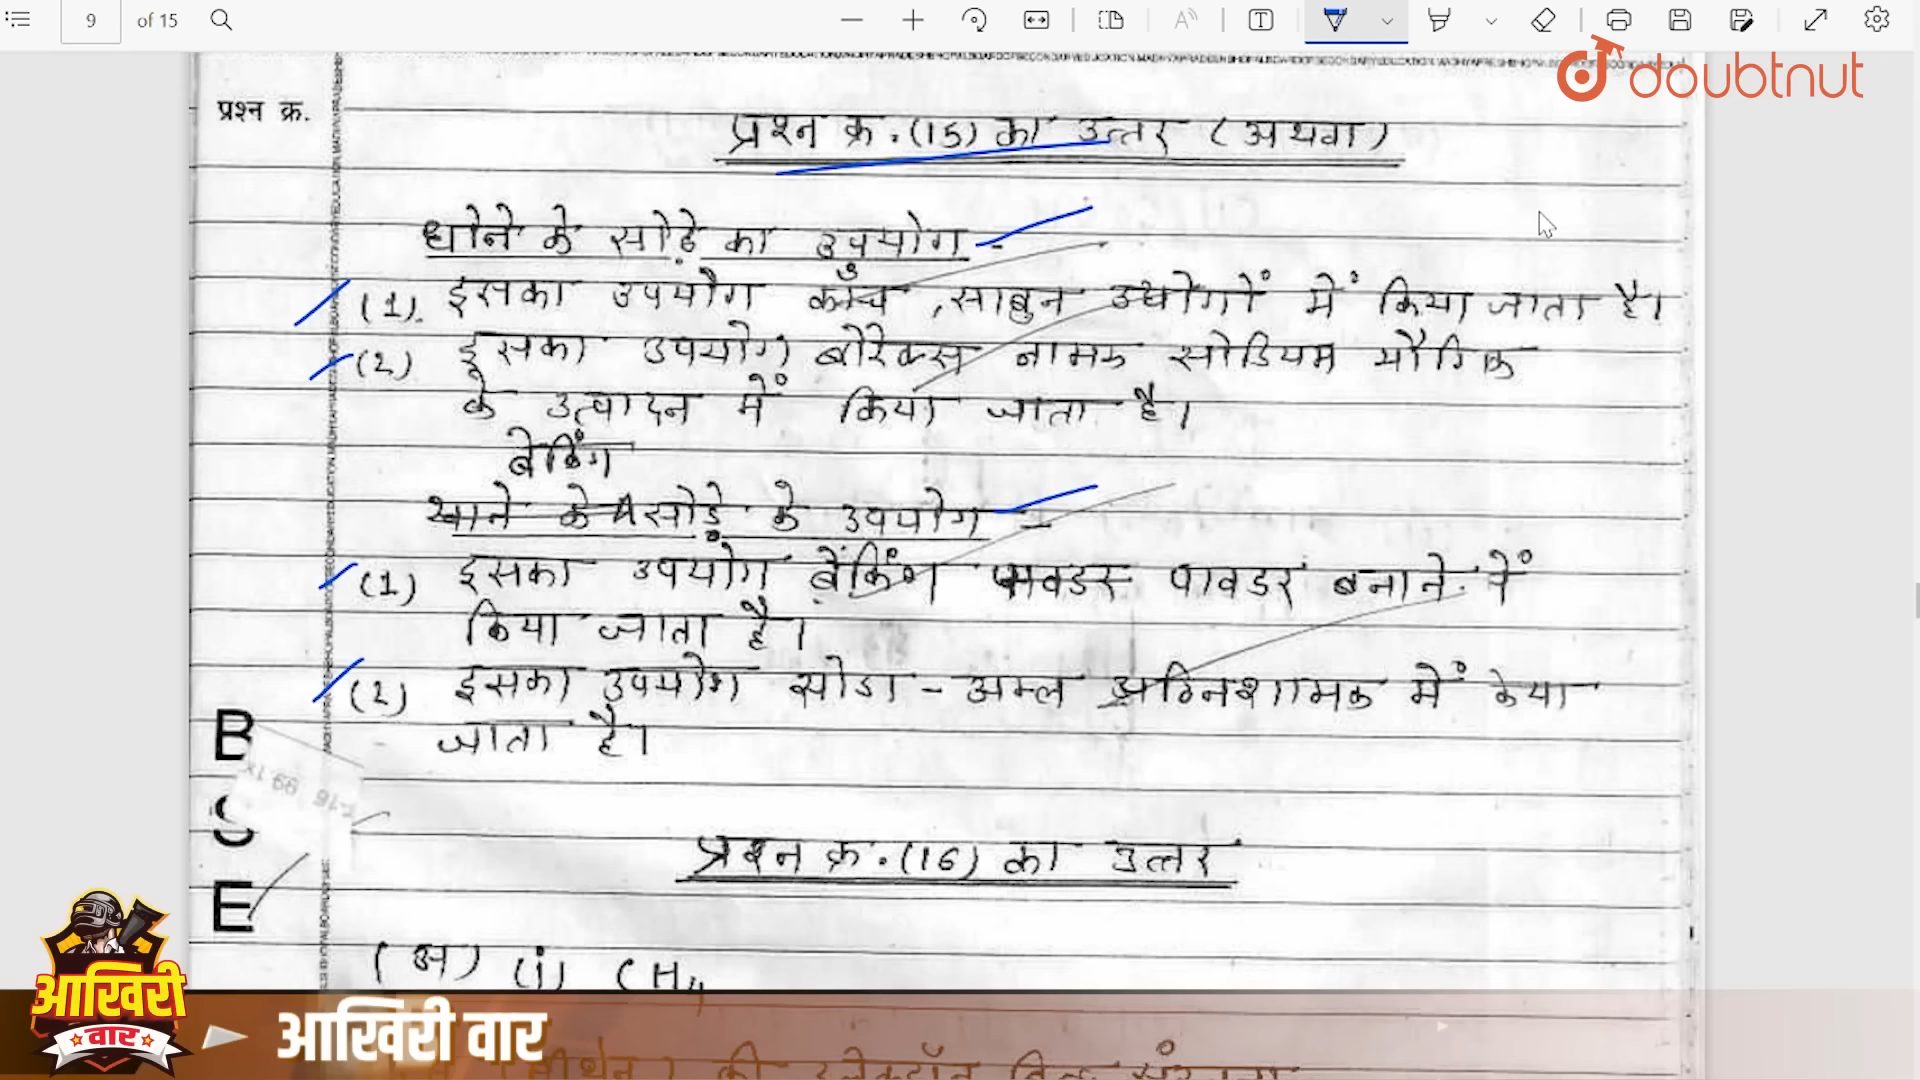 9 of 15
doubtnut
प्रश्न क्र.
प्रश्न क्र.(15) का उत्तर (अथवा)
धोने के सोडे का उपयोग -
(1). इसका उपयोग काँच ,साबुन उद्योगों में किया जाता है।
(2) इसका उपयोग बोरेक्स नामक सोडियम यौगिक
के उत्पादन में किया जाता है।
बेकिंग
खाने के सोडे के उपयोग -
(1) इसका उपयोग बेंकिंग पावडर बनाने में
किया जाता है।
(2) इसका उपयोग सोडा - अम्ल अग्निशामक में केया
जाता है।
B
S
E
प्रश्न क्र.(16) का उत्तर
(अ) (i) CH4
आखिरी
वार
आखिरी वार